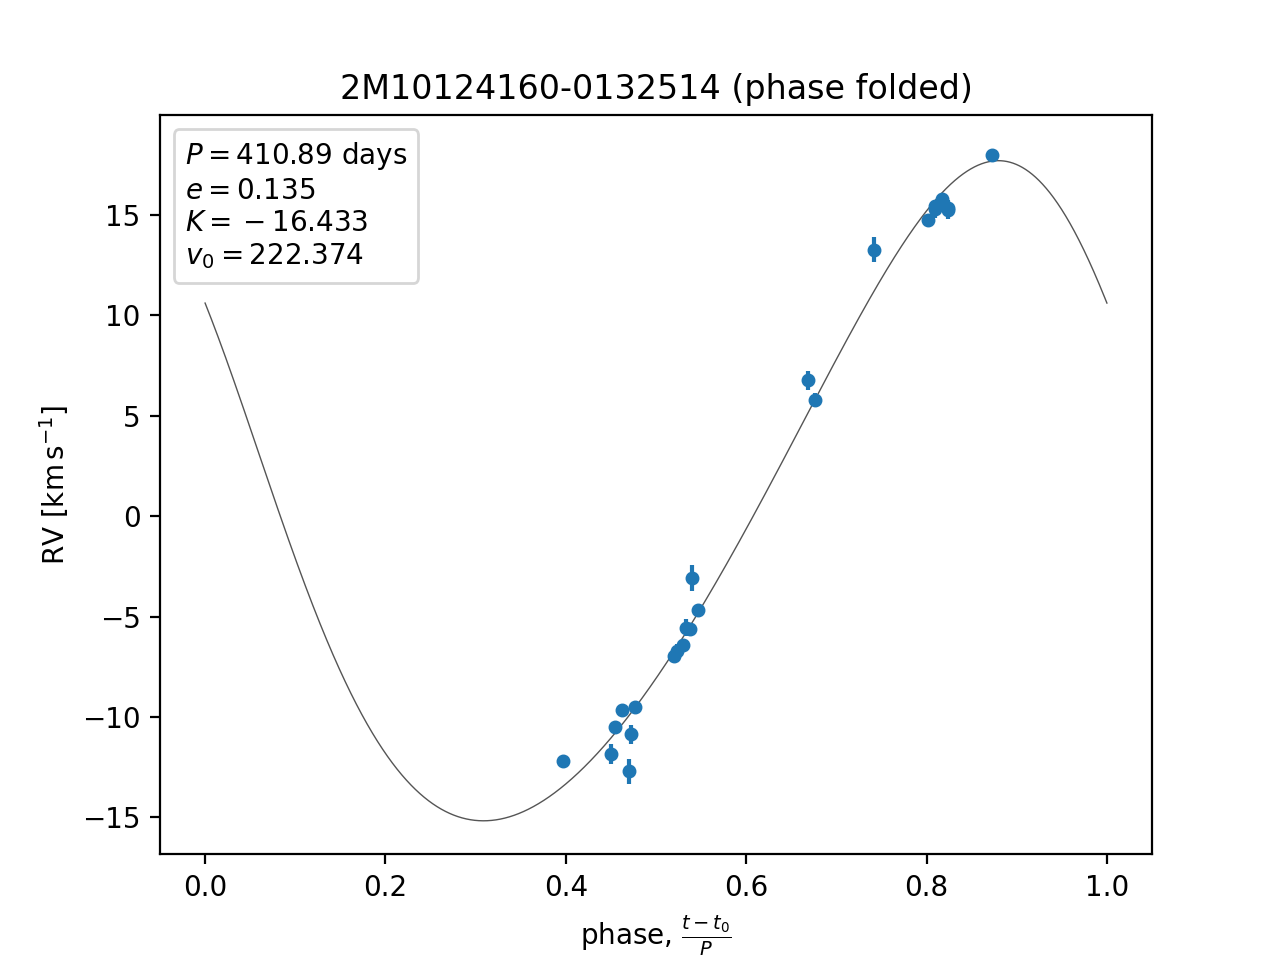 2M10124160-0132514 (phase folded)
P = 410.89 days
e = 0.135
K = −16.433
v₀ = 222.374
15
10
5
0
−5
−10
−15
RV [km s⁻¹]
0.0 0.2 0.4 0.6 0.8 1.0
phase, (t − t₀)/P